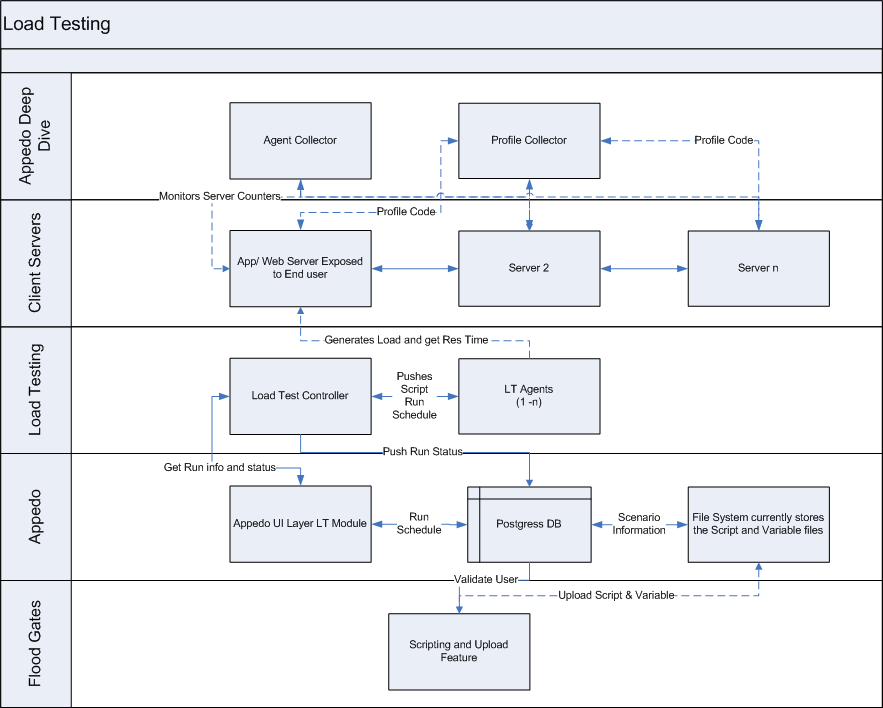 Load Testing
Appedo Deep
Dive
Agent Collector
Profile Collector
Profile Code
Monitors Server Counters
Profile Code
Client Servers
App/ Web Server Exposed
to End user
Server 2
Server n
Generates Load and get Res Time
Load Testing
Load Test Controller
Pushes
Script
Run
Schedule
LT Agents
(1 -n)
Push Run Status
Get Run info and status
Appedo
Appedo UI Layer LT Module
Run
Schedule
Postgress DB
Scenario
Information
File System currently stores
the Script and Variable files
Validate User
Upload Script & Variable
Flood Gates
Scripting and Upload
Feature